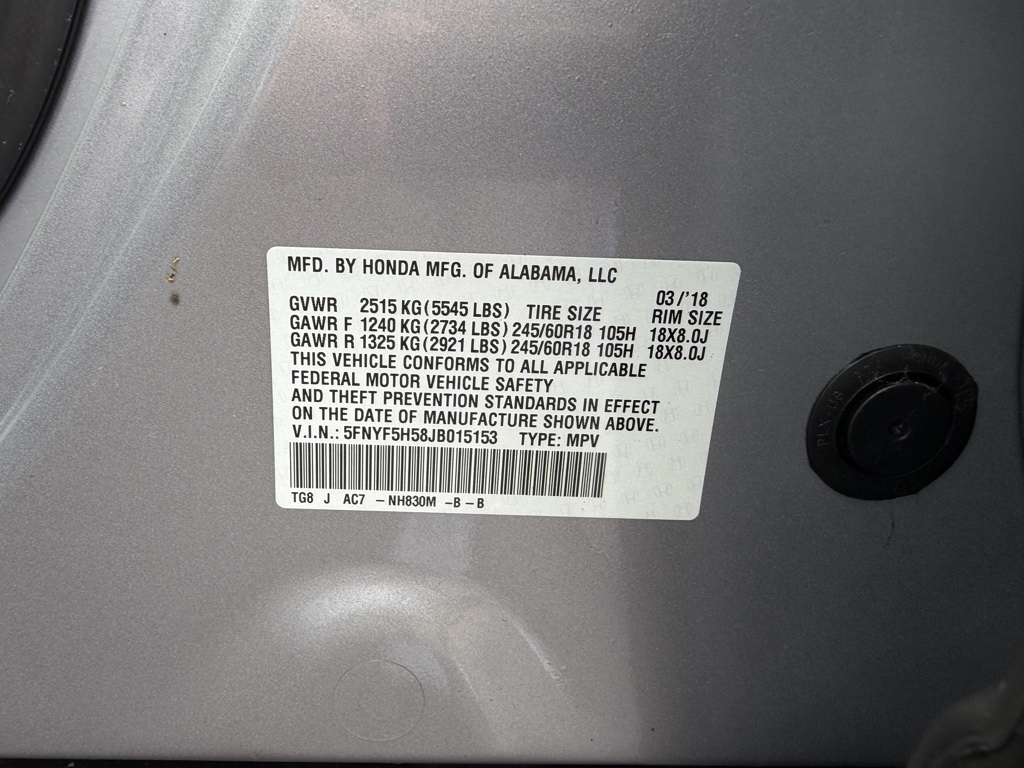 MFD. BY HONDA MFG. OF ALABAMA, LLC
03/'18
GVWR 2515 KG(5545 LBS) TIRE SIZE RIM SIZE
GAWR F 1240 KG(2734 LBS) 245/60R18 105H 18X8.0J
GAWR R 1325 KG(2921 LBS) 245/60R18 105H 18X8.0J
THIS VEHICLE CONFORMS TO ALL APPLICABLE
FEDERAL MOTOR VEHICLE SAFETY
AND THEFT PREVENTION STANDARDS IN EFFECT
ON THE DATE OF MANUFACTURE SHOWN ABOVE.
V.I.N.: 5FNYF5H58JB015153 TYPE: MPV
TG8 J AC7 -NH830M -B-B